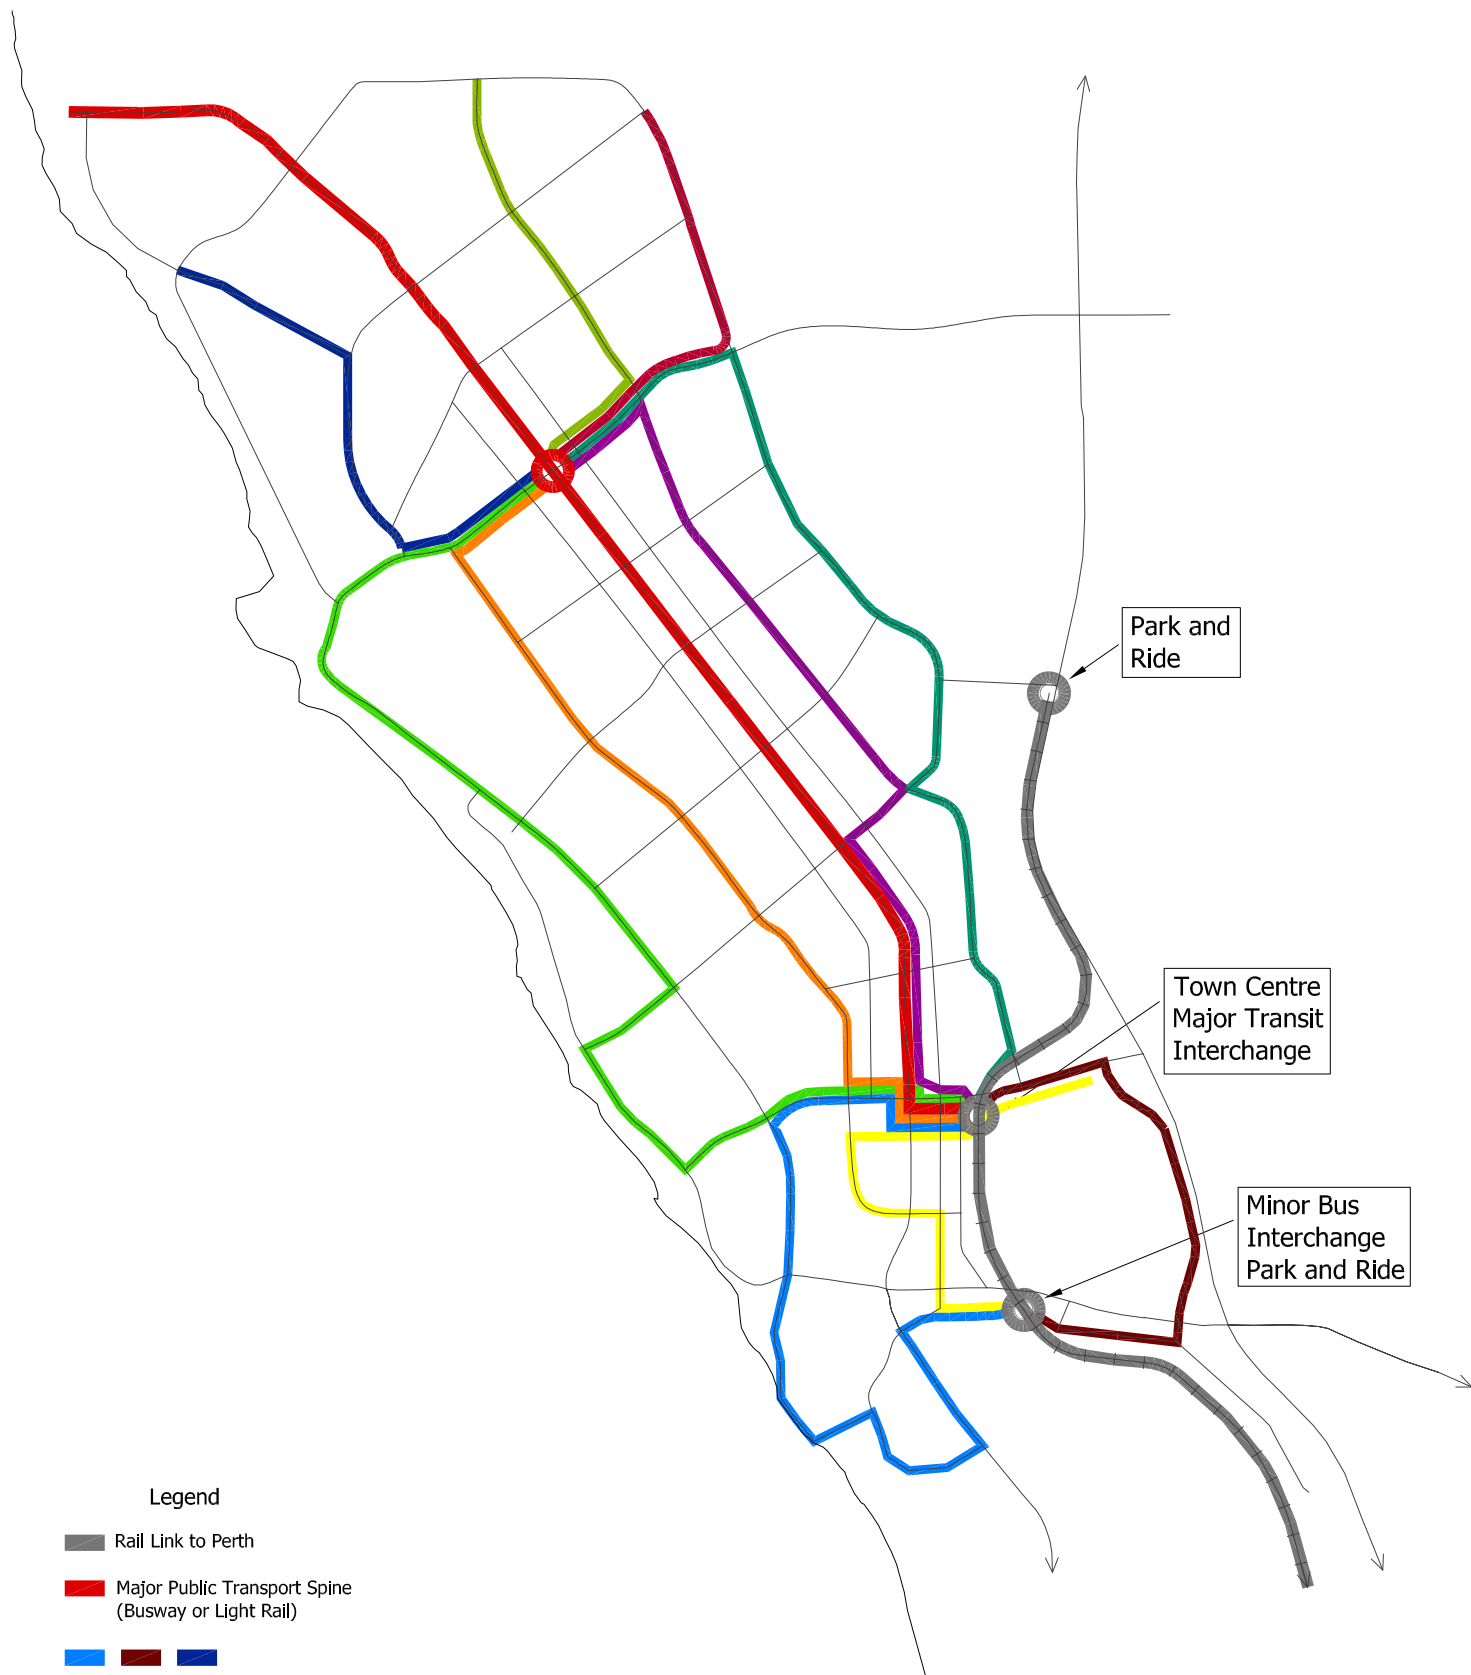 Park and
Ride
Town Centre
Major Transit
Interchange
Minor Bus
Interchange
Park and Ride
Legend
Rail Link to Perth
Major Public Transport Spine
(Busway or Light Rail)